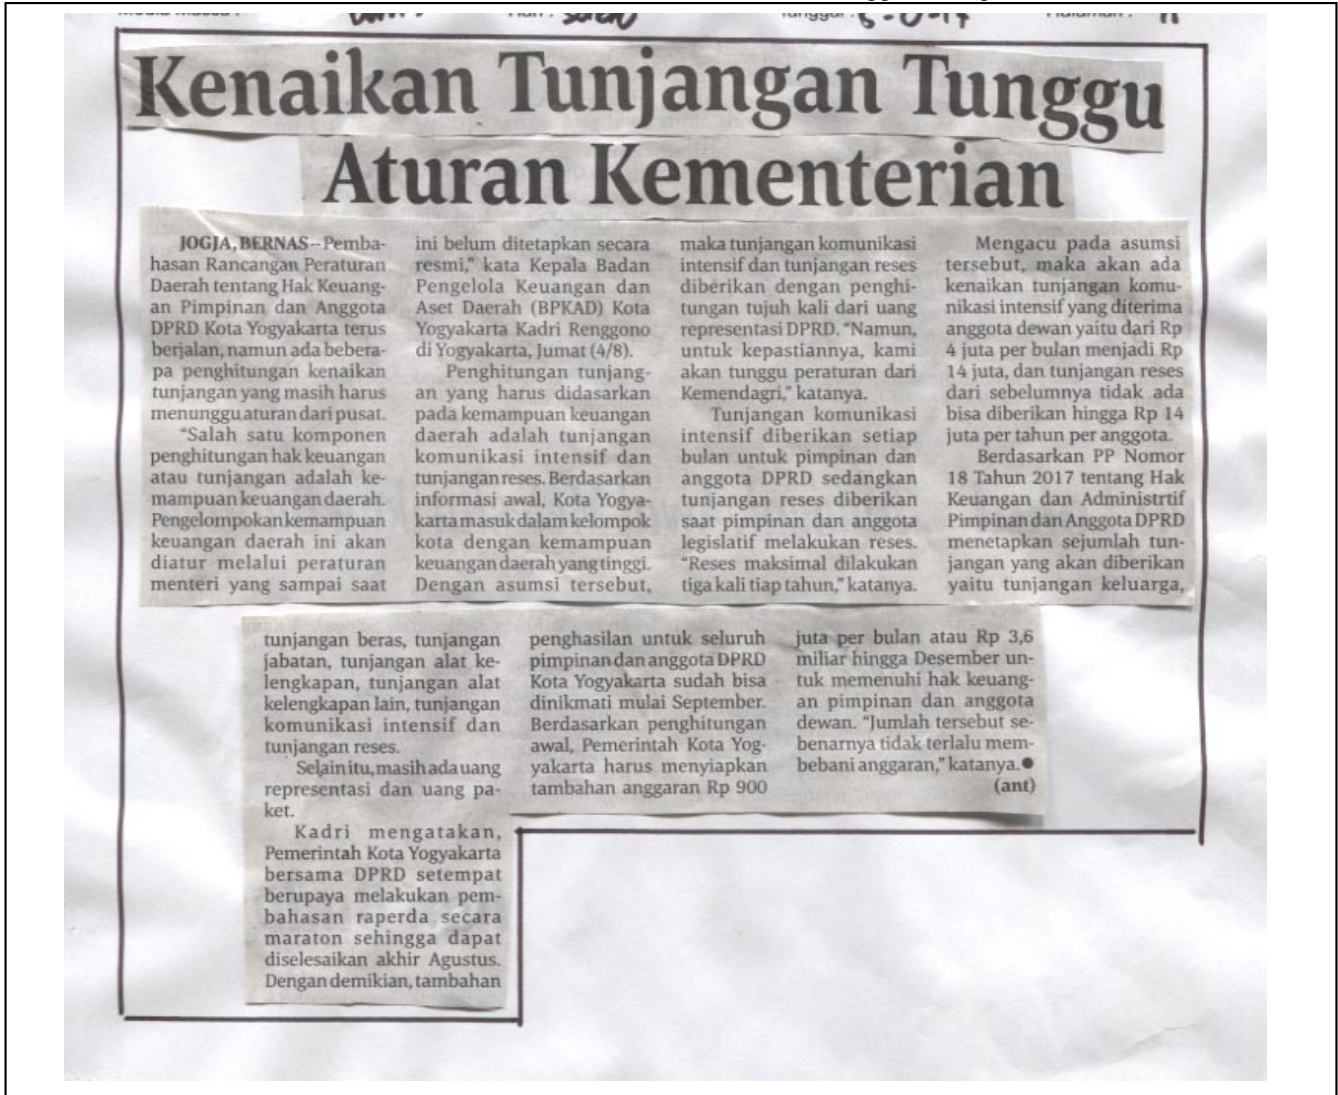 Kenaikan Tunjangan Tunggu
Aturan Kementerian
JOGJA, BERNAS--Pemba-
hasan Rancangan Peraturan
Daerah tentang Hak Keuang-
an Pimpinan dan Anggota
DPRD Kota Yogyakarta terus
berjalan, namun ada bebera-
pa penghitungan kenaikan
tunjangan yang masih harus
menunggu aturan dari pusat.
"Salah satu komponen
penghitungan hak keuangan
atau tunjangan adalah ke-
mampuan keuangan daerah.
Pengelompokan kemampuan
keuangan daerah ini akan
diatur melalui peraturan
menteri yang sampai saat
ini belum ditetapkan secara
resmi," kata Kepala Badan
Pengelola Keuangan dan
Aset Daerah (BPKAD) Kota
Yogyakarta Kadri Renggono
di Yogyakarta, Jumat (4/8).
Penghitungan tunjang-
an yang harus didasarkan
pada kemampuan keuangan
daerah adalah tunjangan
komunikasi intensif dan
tunjangan reses. Berdasarkan
informasi awal, Kota Yogya-
karta masuk dalam kelompok
kota dengan kemampuan
keuangan daerah yang tinggi.
Dengan asumsi tersebut,
maka tunjangan komunikasi
intensif dan tunjangan reses
diberikan dengan penghi-
tungan tujuh kali dari uang
representasi DPRD. "Namun,
untuk kepastiannya, kami
akan tunggu peraturan dari
Kemendagri," katanya.
Tunjangan komunikasi
intensif diberikan setiap
bulan untuk pimpinan dan
anggota DPRD sedangkan
tunjangan reses diberikan
saat pimpinan dan anggota
legislatif melakukan reses.
"Reses maksimal dilakukan
tiga kali tiap tahun," katanya.
Mengacu pada asumsi
tersebut, maka akan ada
kenaikan tunjangan komu-
nikasi intensif yang diterima
anggota dewan yaitu dari Rp
4 juta per bulan menjadi Rp
14 juta, dan tunjangan reses
dari sebelumnya tidak ada
bisa diberikan hingga Rp 14
juta per tahun per anggota.
Berdasarkan PP Nomor
18 Tahun 2017 tentang Hak
Keuangan dan Administrtif
Pimpinan dan Anggota DPRD
menetapkan sejumlah tun-
jangan yang akan diberikan
yaitu tunjangan keluarga,
tunjangan beras, tunjangan
jabatan, tunjangan alat ke-
lengkapan, tunjangan alat
kelengkapan lain, tunjangan
komunikasi intensif dan
tunjangan reses.
Selain itu, masih ada uang
representasi dan uang pa-
ket.
Kadri mengatakan,
Pemerintah Kota Yogyakarta
bersama DPRD setempat
berupaya melakukan pem-
bahasan raperda secara
maraton sehingga dapat
diselesaikan akhir Agustus.
Dengan demikian, tambahan
penghasilan untuk seluruh
pimpinan dan anggota DPRD
Kota Yogyakarta sudah bisa
dinikmati mulai September.
Berdasarkan penghitungan
awal, Pemerintah Kota Yog-
yakarta harus menyiapkan
tambahan anggaran Rp 900
juta per bulan atau Rp 3,6
miliar hingga Desember un-
tuk memenuhi hak keuang-
an pimpinan dan anggota
dewan. "Jumlah tersebut se-
benarnya tidak terlalu mem-
bebani anggaran," katanya.●
(ant)